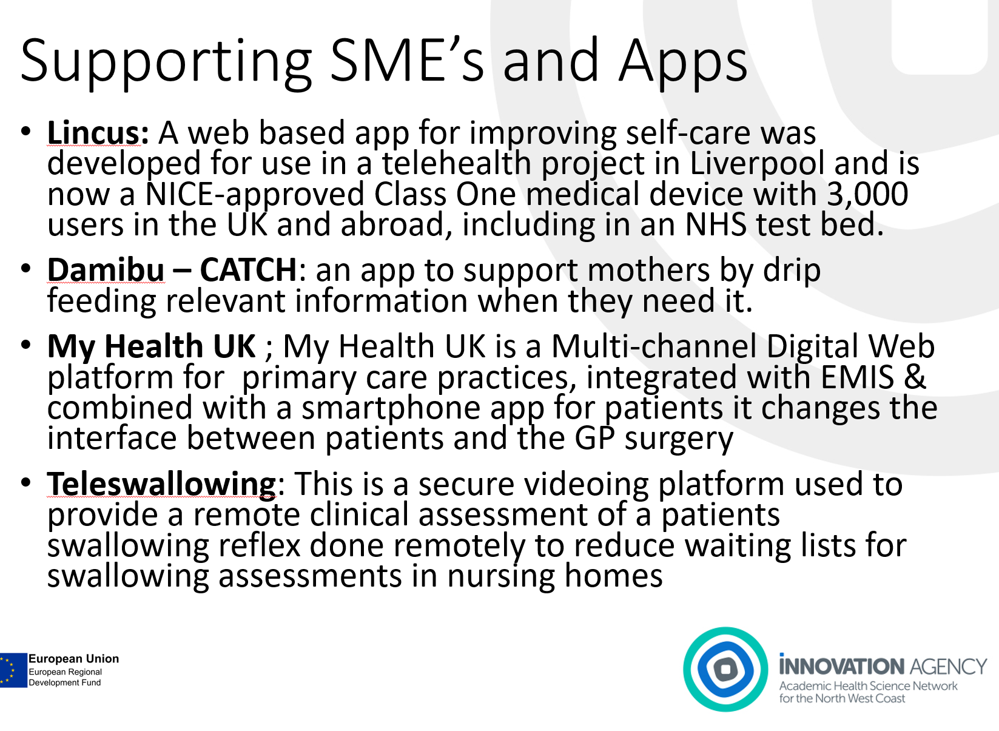 Supporting SME’s and Apps
• Lincus: A web based app for improving self-care was
developed for use in a telehealth project in Liverpool and is
now a NICE-approved Class One medical device with 3,000
users in the UK and abroad, including in an NHS test bed.
• Damibu – CATCH: an app to support mothers by drip
feeding relevant information when they need it.
• My Health UK ; My Health UK is a Multi-channel Digital Web
platform for  primary care practices, integrated with EMIS &
combined with a smartphone app for patients it changes the
interface between patients and the GP surgery
• Teleswallowing: This is a secure videoing platform used to
provide a remote clinical assessment of a patients
swallowing reflex done remotely to reduce waiting lists for
swallowing assessments in nursing homes
European Union
European Regional
Development Fund
iNNOVATION AGENCY
Academic Health Science Network
for the North West Coast